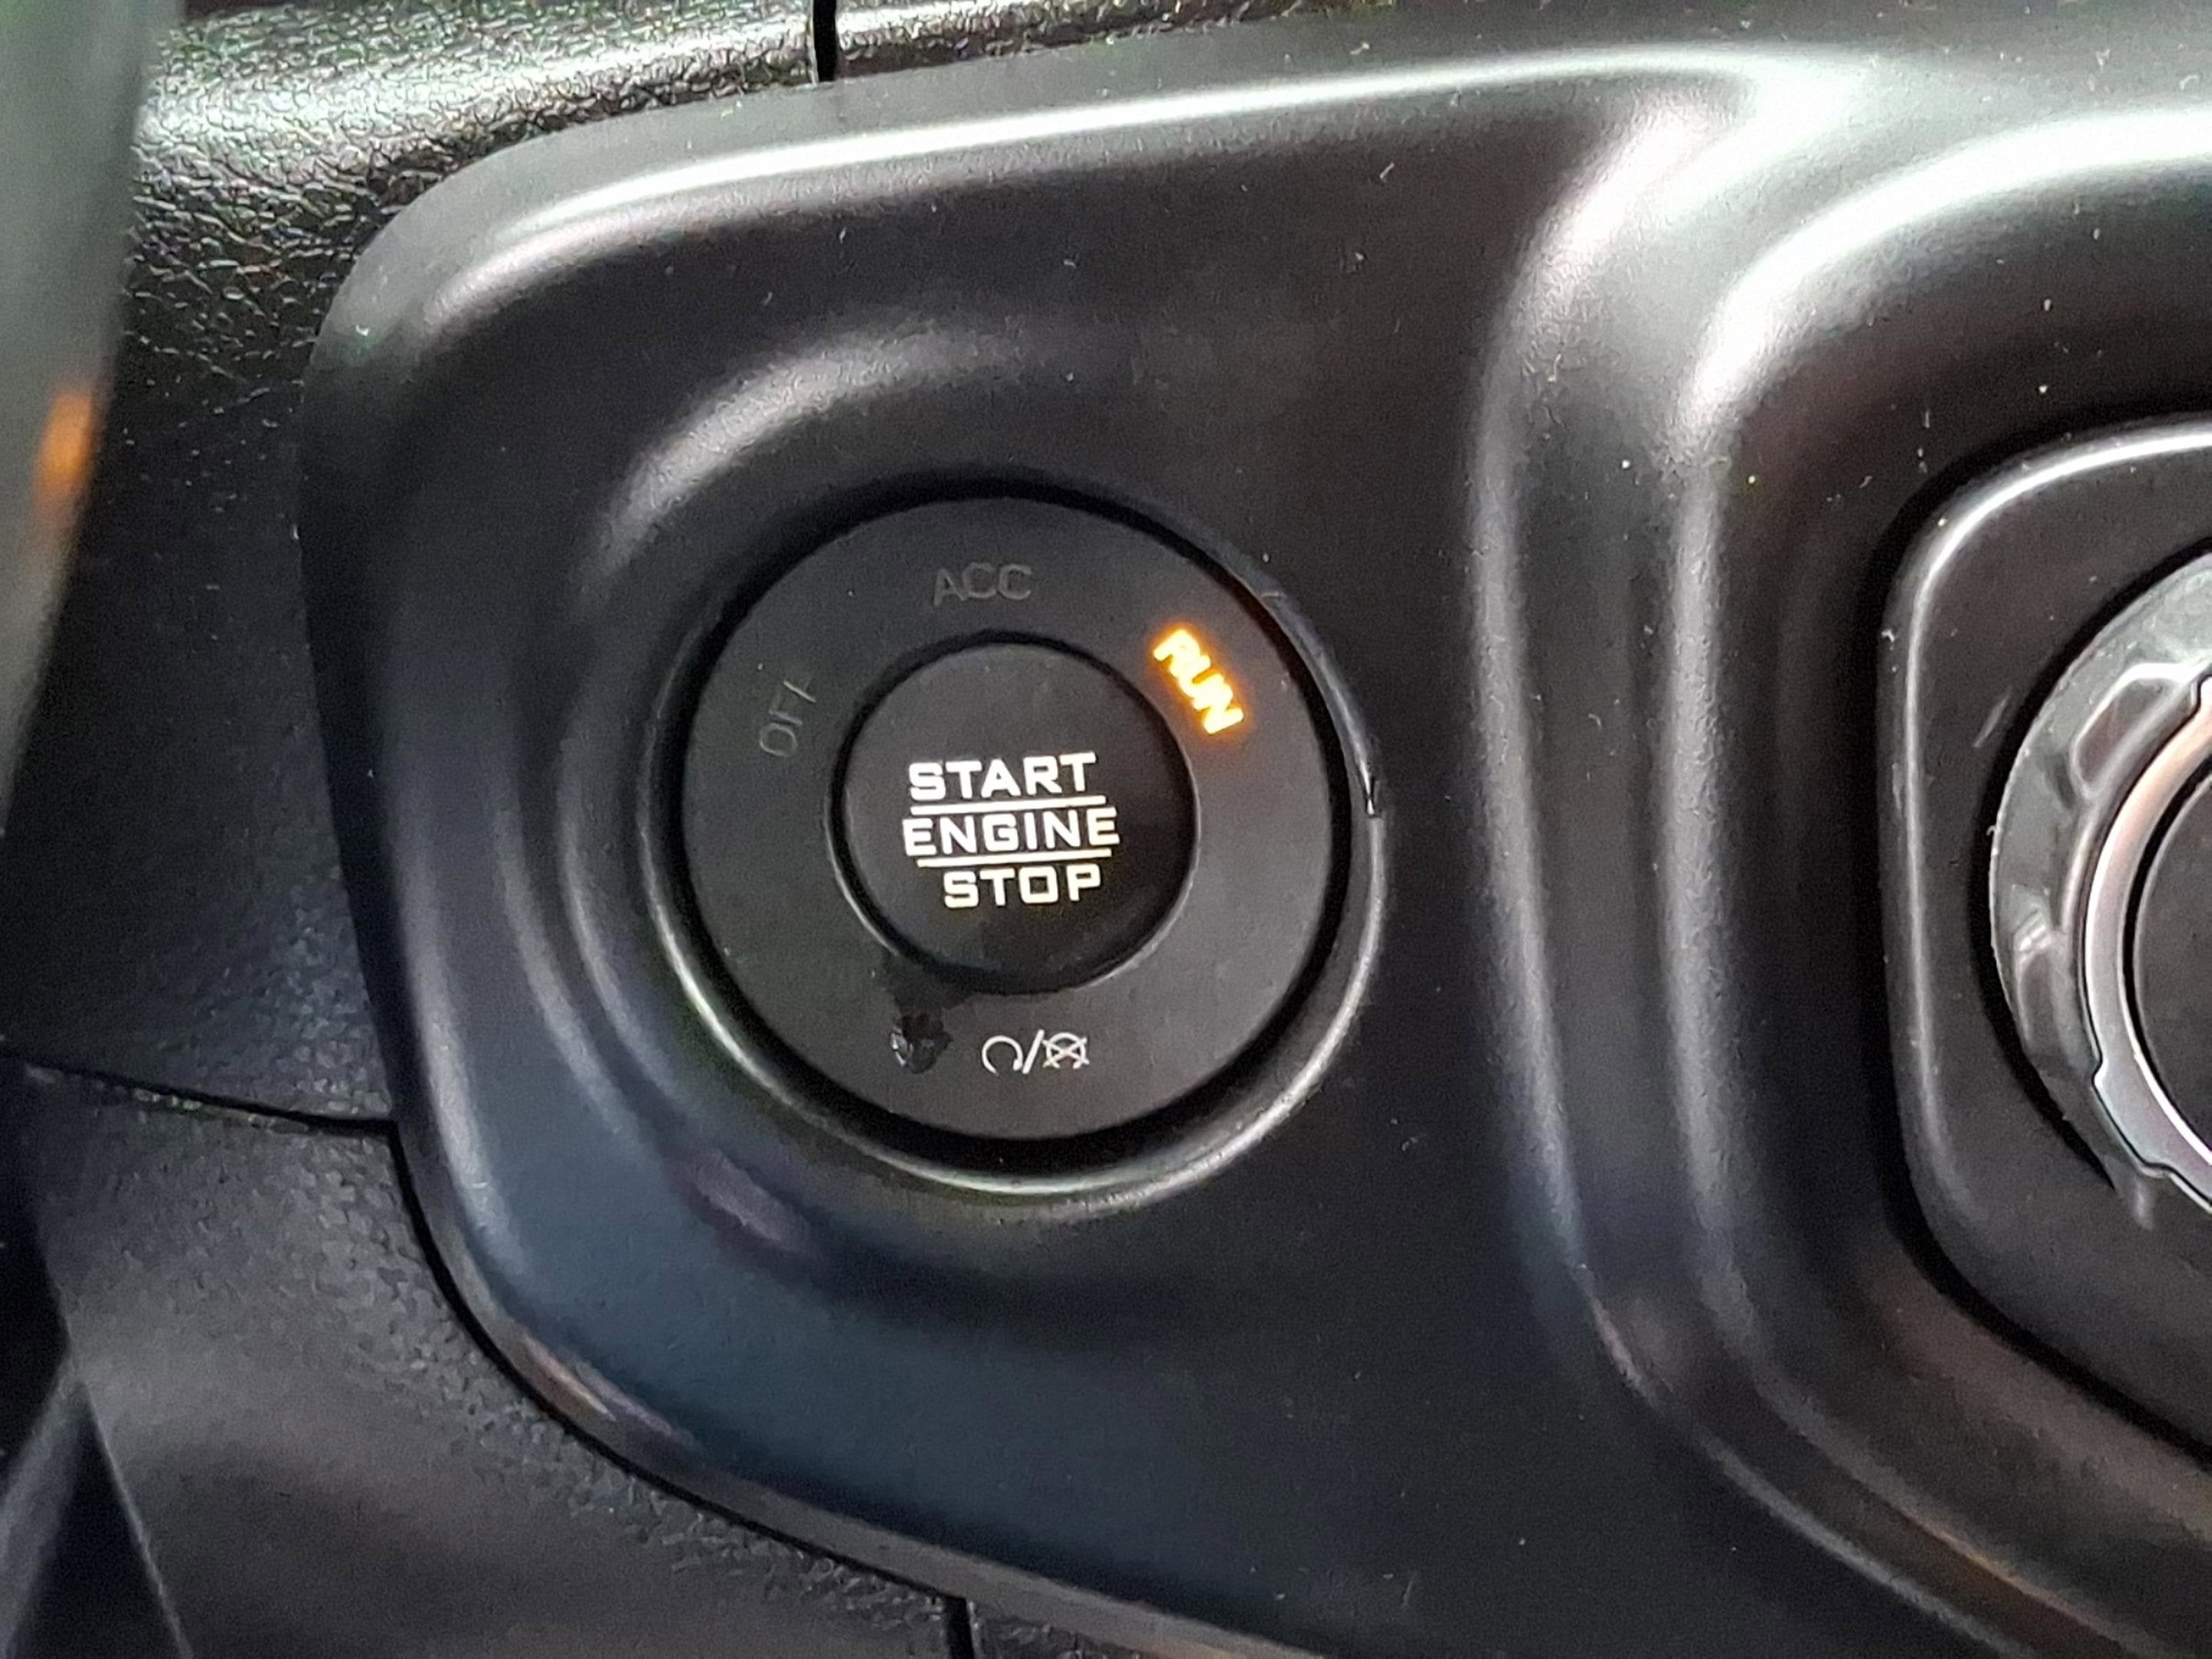 ACC
RUN
OFF
START
ENGINE
STOP